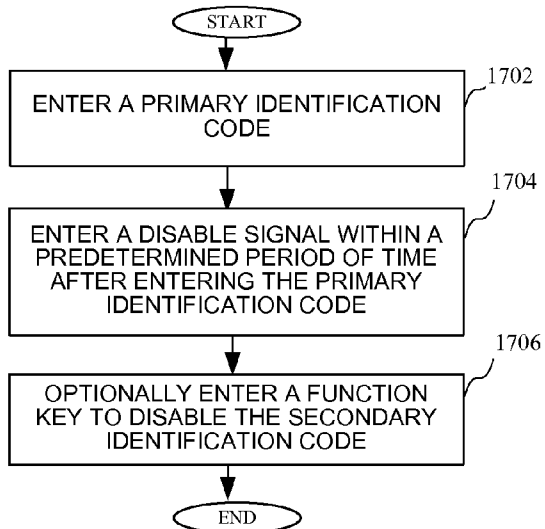 START
1702
ENTER A PRIMARY IDENTIFICATION
CODE
1704
ENTER A DISABLE SIGNAL WITHIN A
PREDETERMINED PERIOD OF TIME
AFTER ENTERING THE PRIMARY
IDENTIFICATION CODE
1706
OPTIONALLY ENTER A FUNCTION
KEY TO DISABLE THE SECONDARY
IDENTIFICATION CODE
END